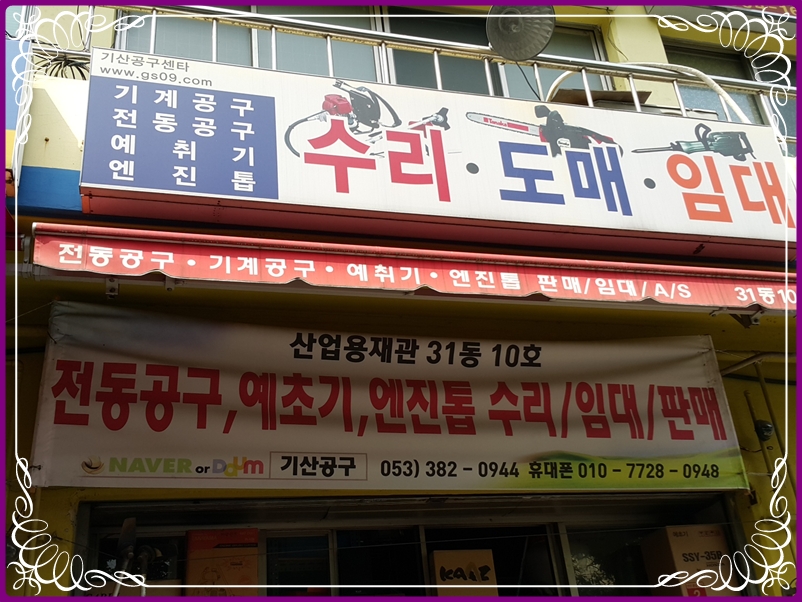 기산공구센타
www.gs09.com
기계공구
전동공구
예취기
엔진톱
수리·도매·임대
전동공구·기계공구·예취기·엔진톱 판매/임대/A/S 31동10
산업용재관 31동 10호
전동공구,예초기,엔진톱 수리/임대/판매
NAVER or Daum 기산공구 053) 382-0944 휴대폰 010-7728-0948
SSY-35